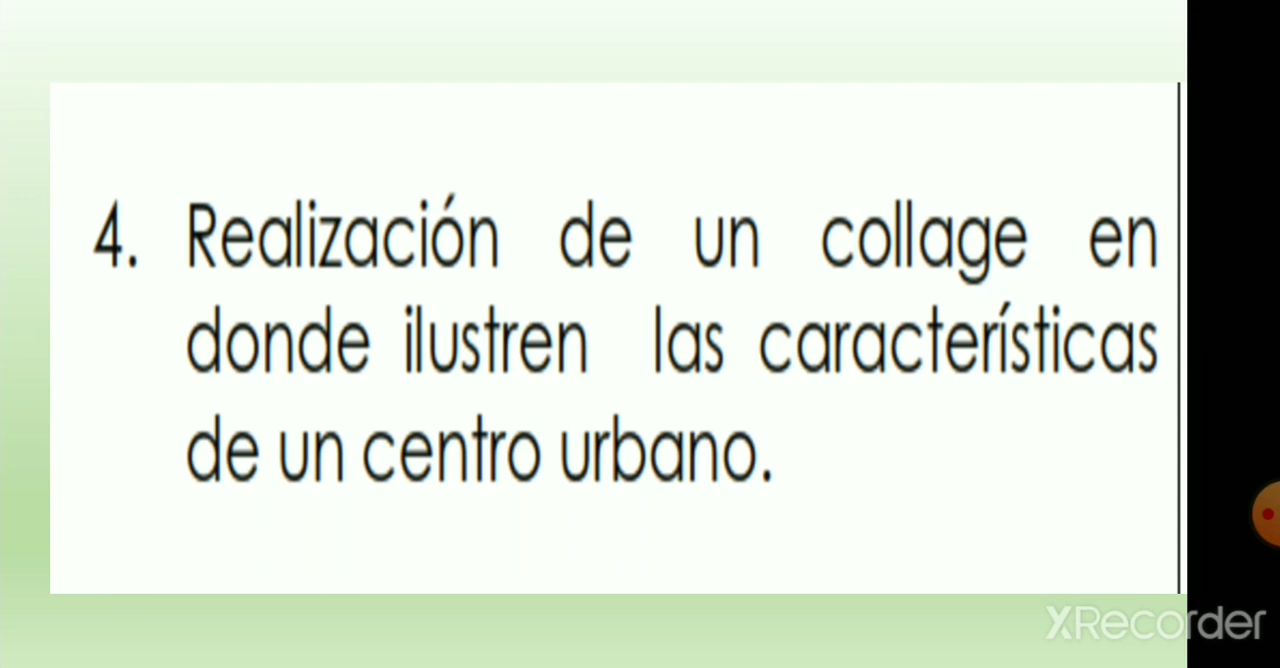 4. Realización de un collage en
donde ilustren las características
de un centro urbano.
XRecorder